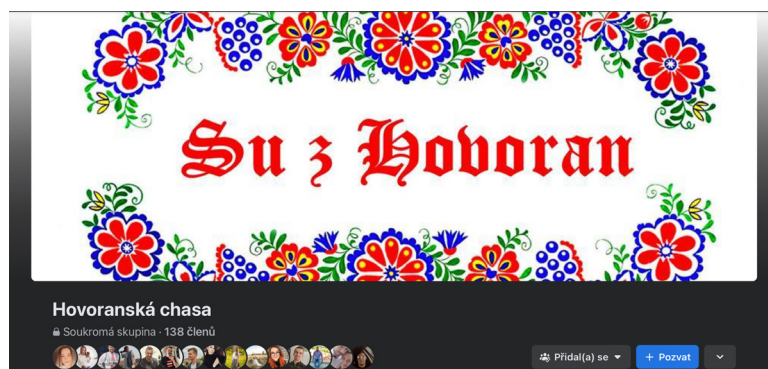 Su z Hovoran
Hovoranská chasa
Soukromá skupina · 138 členů
Přidal(a) se
+ Pozvat